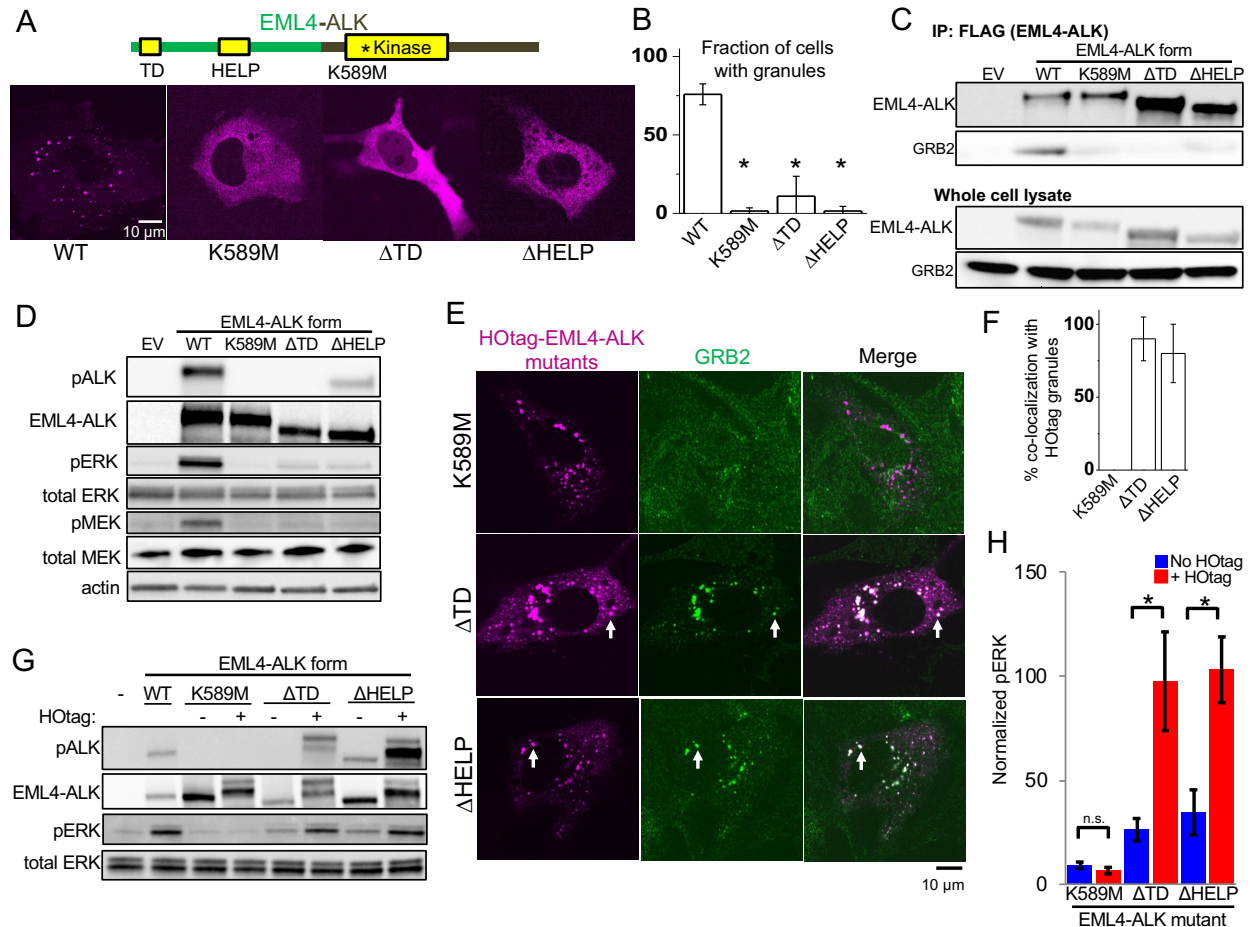 A
EML4-ALK
* Kinase
TD
HELP
K589M
10 µm
WT
K589M
ΔTD
ΔHELP
B
Fraction of cells
with granules
100
50
0
WT
K589M
ΔTD
ΔHELP
*
*
*
C
IP: FLAG (EML4-ALK)
EML4-ALK form
EV
WT
K589M
ΔTD
ΔHELP
EML4-ALK
GRB2
Whole cell lysate
EML4-ALK
GRB2
D
EML4-ALK form
EV
WT
K589M
ΔTD
ΔHELP
pALK
EML4-ALK
pERK
total ERK
pMEK
total MEK
actin
E
HOtag-EML4-ALK
mutants
GRB2
Merge
K589M
ΔTD
ΔHELP
10 µm
F
% co-localization with
HOtag granules
100
50
0
K589M
ΔTD
ΔHELP
G
EML4-ALK form
- WT K589M ΔTD ΔHELP
HOtag: - + - + - +
pALK
EML4-ALK
pERK
total ERK
H
No HOtag
+ HOtag
Normalized pERK
150
100
50
0
n.s.
*
*
K589M
ΔTD
ΔHELP
EML4-ALK mutant